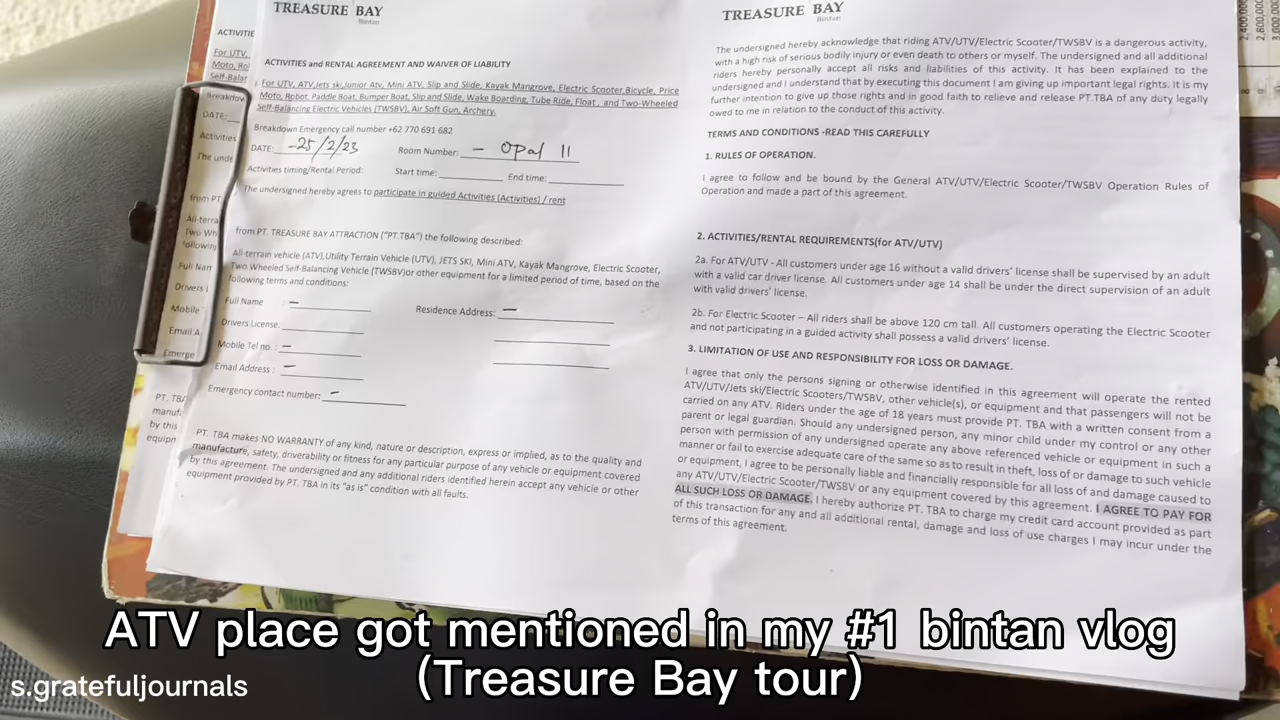 TREASURE BAY
Bintan
ACTIVITIES and RENTAL AGREEMENT AND WAIVER OF LIABILITY
For UTV, ATV,Jets ski,Junior Atv, Mini ATV, Slip and Slide, Kayak Mangrove, Electric Scooter,Bicycle, Price
Moto, Robot, Paddle Boat, Bumper Boat, Slip and Slide, Wake Boarding, Tube Ride, Float, and Two-Wheeled
Self-Balancing Electric Vehicles (TWSBV), Air Soft Gun, Archery.
Breakdown Emergency call number +62 770 691 682
DATE: -25/2/23 Room Number: - Opal 11
Activities timing/Rental Period: Start time: End time:
The undersigned hereby agrees to participate in guided Activities (Activities) / rent
from PT. TREASURE BAY ATTRACTION ("PT.TBA") the following described:
All-terrain vehicle (ATV),Utility Terrain Vehicle (UTV), JETS SKI, Mini ATV, Kayak Mangrove, Electric Scooter,
Two Wheeled Self-Balancing Vehicle (TWSBV)or other equipment for a limited period of time, based on the
following terms and conditions:
Full Name - Residence Address: -
Drivers License:
Mobile Tel no. : -
Email Address : -
Emergency contact number: -
PT. TBA makes NO WARRANTY of any kind, nature or description, express or implied, as to the quality and
manufacture, safety, driverability or fitness for any particular purpose of any vehicle or equipment covered
by this agreement. The undersigned and any additional riders identified herein accept any vehicle or other
equipment provided by PT. TBA in its "as is" condition with all faults.
TREASURE BAY
Bintan
The undersigned hereby acknowledge that riding ATV/UTV/Electric Scooter/TWSBV is a dangerous activity,
with a high risk of serious bodily injury or even death to others or myself. The undersigned and all additional
riders hereby personally accept all risks and liabilities of this activity. It has been explained to the
undersigned and I understand that by executing this document I am giving up important legal rights. It is my
further intention to give up those rights and in good faith to relieve and release PT.TBA of any duty legally
owed to me in relation to the conduct of this activity.
TERMS AND CONDITIONS -READ THIS CAREFULLY
1. RULES OF OPERATION.
I agree to follow and be bound by the General ATV/UTV/Electric Scooter/TWSBV Operation Rules of
Operation and made a part of this agreement.
2. ACTIVITIES/RENTAL REQUIREMENTS(for ATV/UTV)
2a. For ATV/UTV - All customers under age 16 without a valid drivers' license shall be supervised by an adult
with a valid car driver license. All customers under age 14 shall be under the direct supervision of an adult
with valid drivers' license.
2b. For Electric Scooter – All riders shall be above 120 cm tall. All customers operating the Electric Scooter
and not participating in a guided activity shall possess a valid drivers' license.
3. LIMITATION OF USE AND RESPONSIBILITY FOR LOSS OR DAMAGE.
I agree that only the persons signing or otherwise identified in this agreement will operate the rented
ATV/UTV/Jets ski/Electric Scooters/TWSBV, other vehicle(s), or equipment and that passengers will not be
carried on any ATV. Riders under the age of 18 years must provide PT. TBA with a written consent from a
parent or legal guardian. Should any undersigned person, any minor child under my control or any other
person with permission of any undersigned operate any above referenced vehicle or equipment in such a
manner or fail to exercise adequate care of the same so as to result in theft, loss of or damage to such vehicle
or equipment, I agree to be personally liable and financially responsible for all loss of and damage caused to
any ATV/UTV/Electric Scooter/TWSBV or any equipment covered by this agreement. I AGREE TO PAY FOR
ALL SUCH LOSS OR DAMAGE. I hereby authorize PT. TBA to charge my credit card account provided as part
of this transaction for any and all additional rental, damage and loss of use charges I may incur under the
terms of this agreement.
ATV place got mentioned in my #1 bintan vlog
(Treasure Bay tour)
s.gratefuljournals